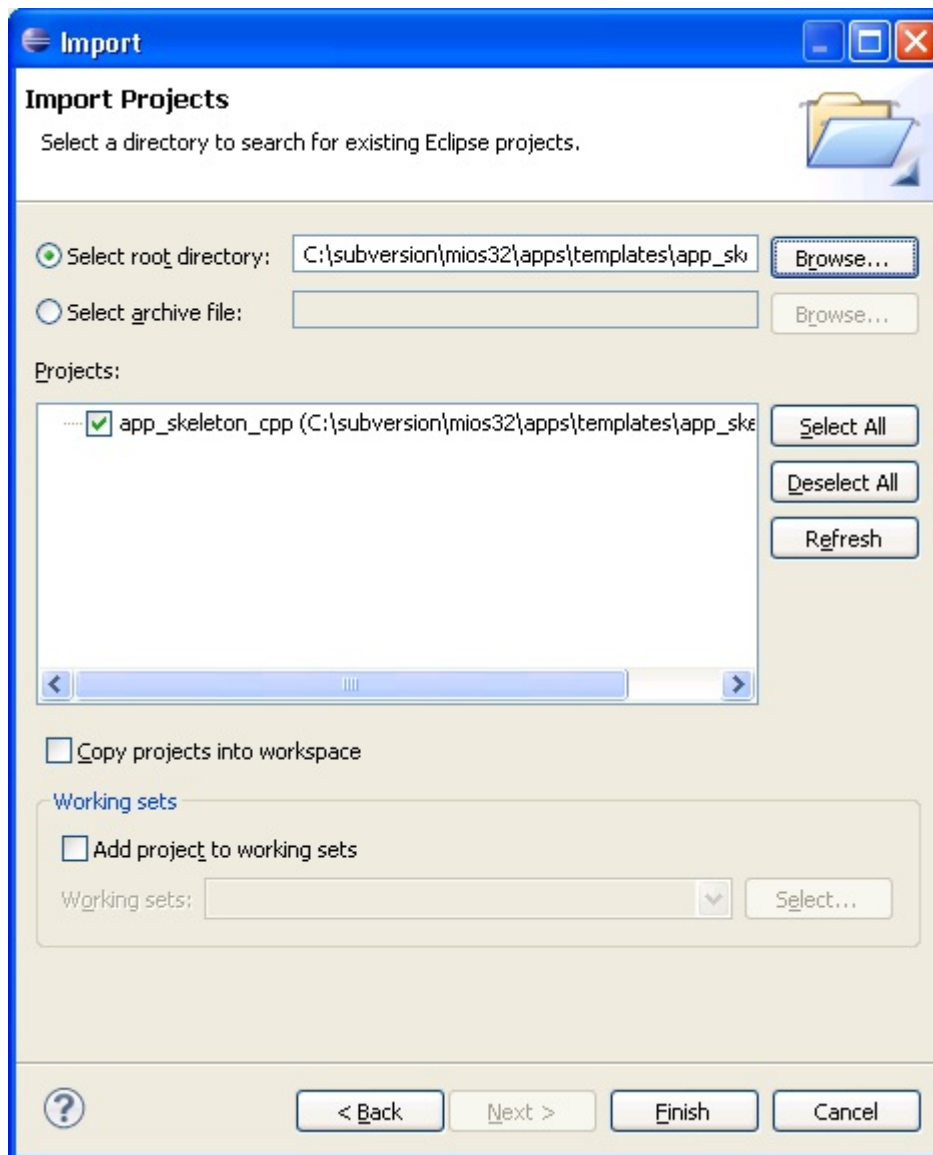 Import
Import Projects
Select a directory to search for existing Eclipse projects.
Select root directory: C:\subversion\mios32\apps\templates\app_sk Browse...
Select archive file: Browse...
Projects:
app_skeleton_cpp (C:\subversion\mios32\apps\templates\app_ske Select All
Deselect All
Refresh
Copy projects into workspace
Working sets
Add project to working sets
Working sets: Select...
? < Back Next > Finish Cancel